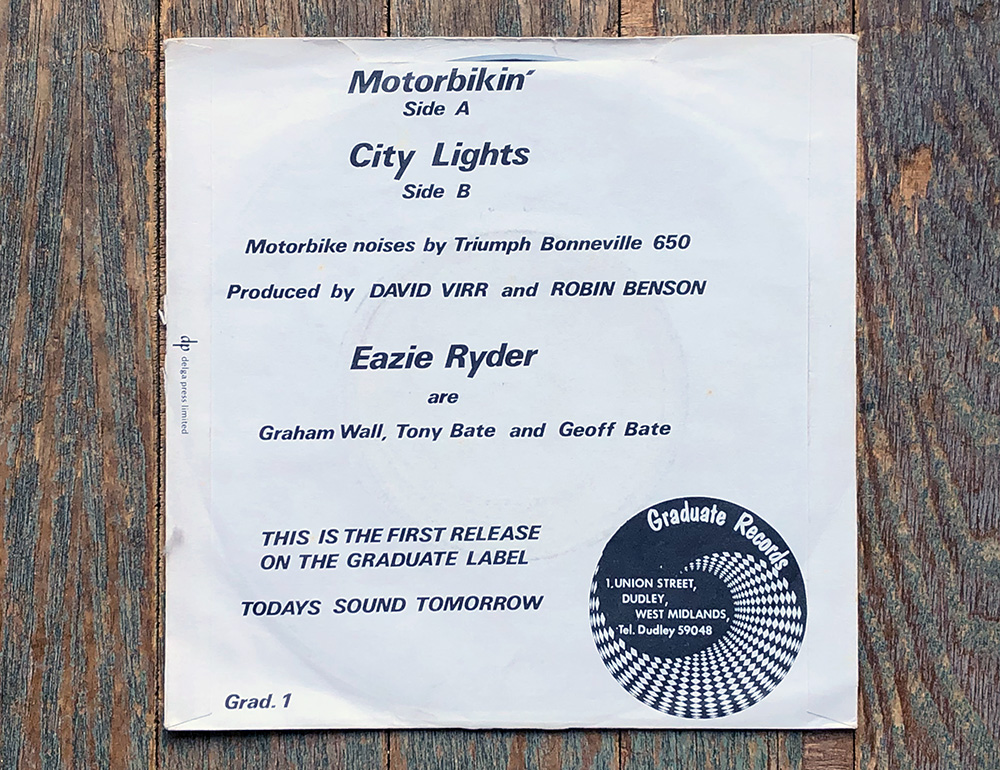 Motorbikin'
Side A
City Lights
Side B
Motorbike noises by Triumph Bonneville 650
Produced by DAVID VIRR and ROBIN BENSON
Eazie Ryder
are
Graham Wall, Tony Bate and Geoff Bate
dp delga press limited
THIS IS THE FIRST RELEASE
ON THE GRADUATE LABEL
TODAYS SOUND TOMORROW
Graduate Records
1, UNION STREET,
DUDLEY,
WEST MIDLANDS,
Tel. Dudley 59048
Grad. 1